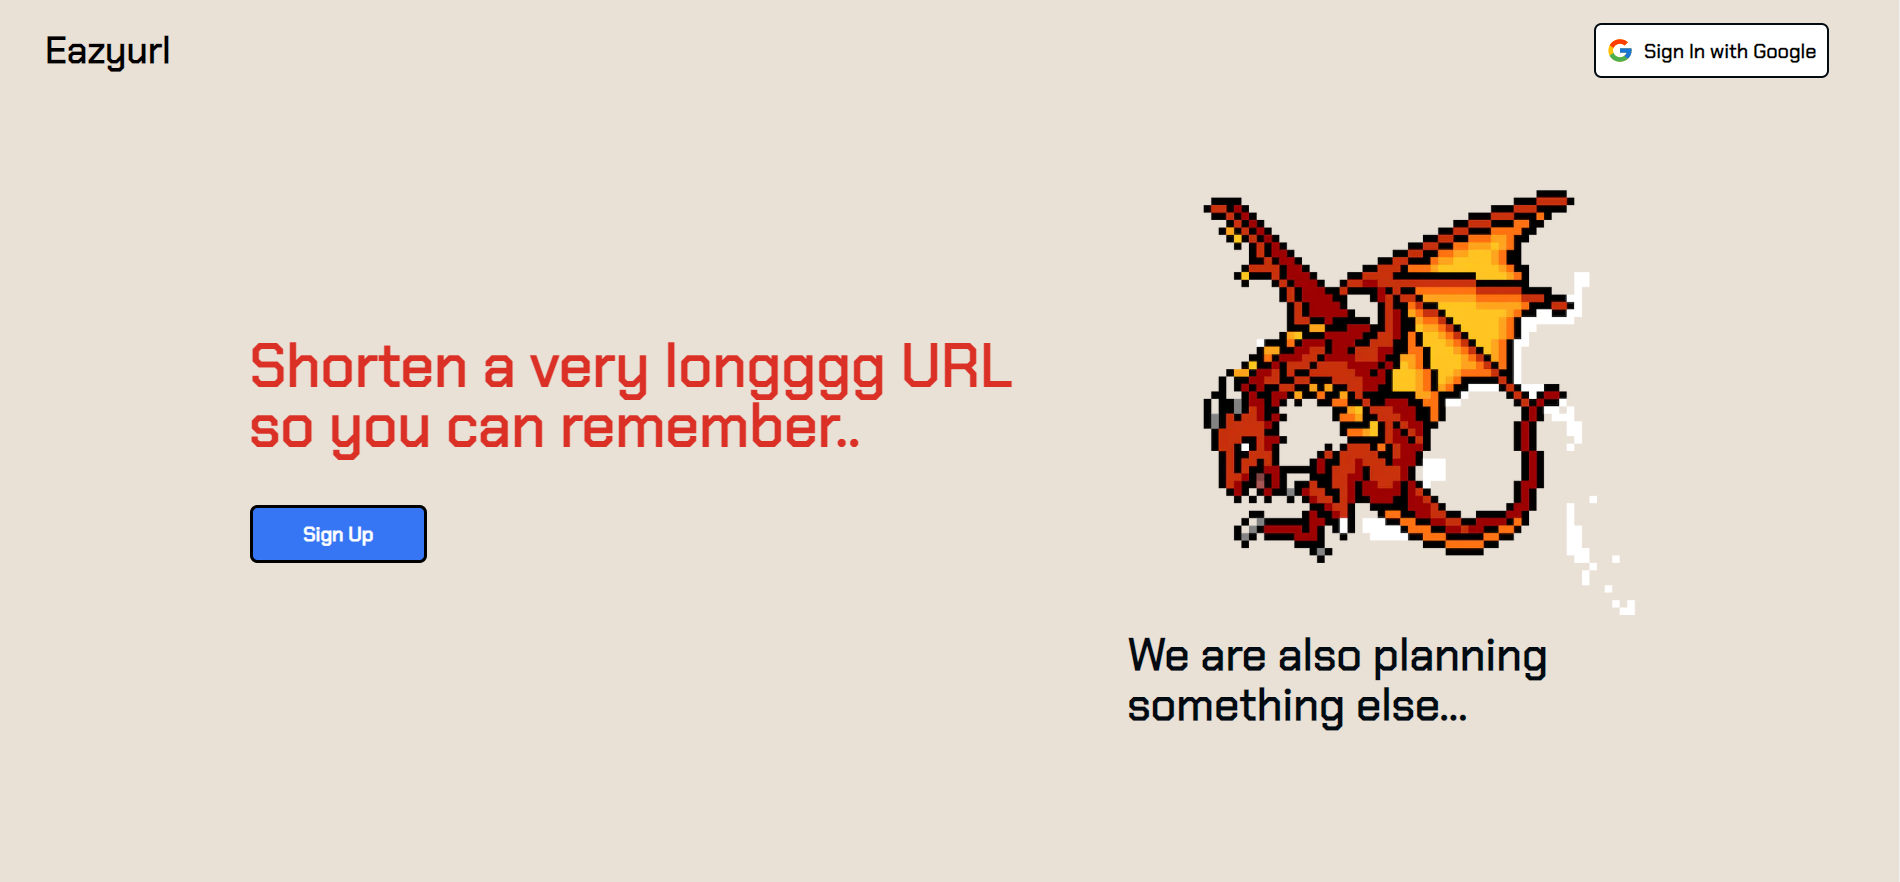 Eazyurl
Sign In with Google
Shorten a very longggg URL
so you can remember..
Sign Up
We are also planning
something else...